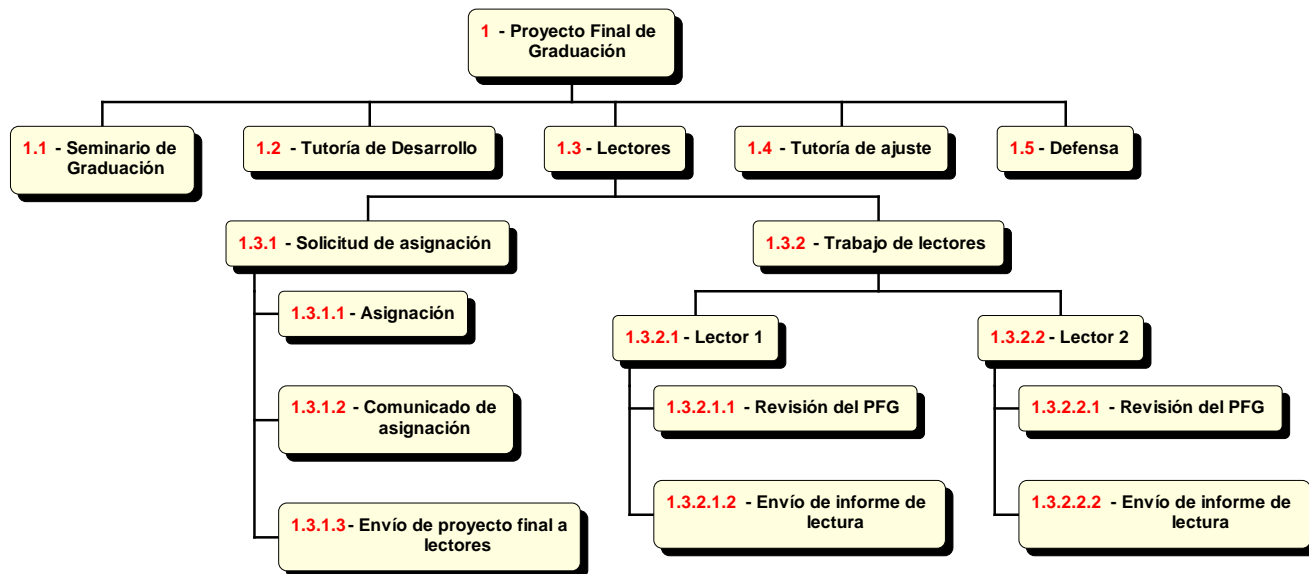 1 - Proyecto Final de
Graduación
1.1 - Seminario de
Graduación
1.2 - Tutoría de Desarrollo
1.3 - Lectores
1.4 - Tutoría de ajuste
1.5 - Defensa
1.3.1 - Solicitud de asignación
1.3.2 - Trabajo de lectores
1.3.1.1 - Asignación
1.3.1.2 - Comunicado de
asignación
1.3.1.3- Envío de proyecto final a
lectores
1.3.2.1 - Lector 1
1.3.2.1.1 - Revisión del PFG
1.3.2.1.2 - Envío de informe de
lectura
1.3.2.2 - Lector 2
1.3.2.2.1 - Revisión del PFG
1.3.2.2.2 - Envío de informe de
lectura